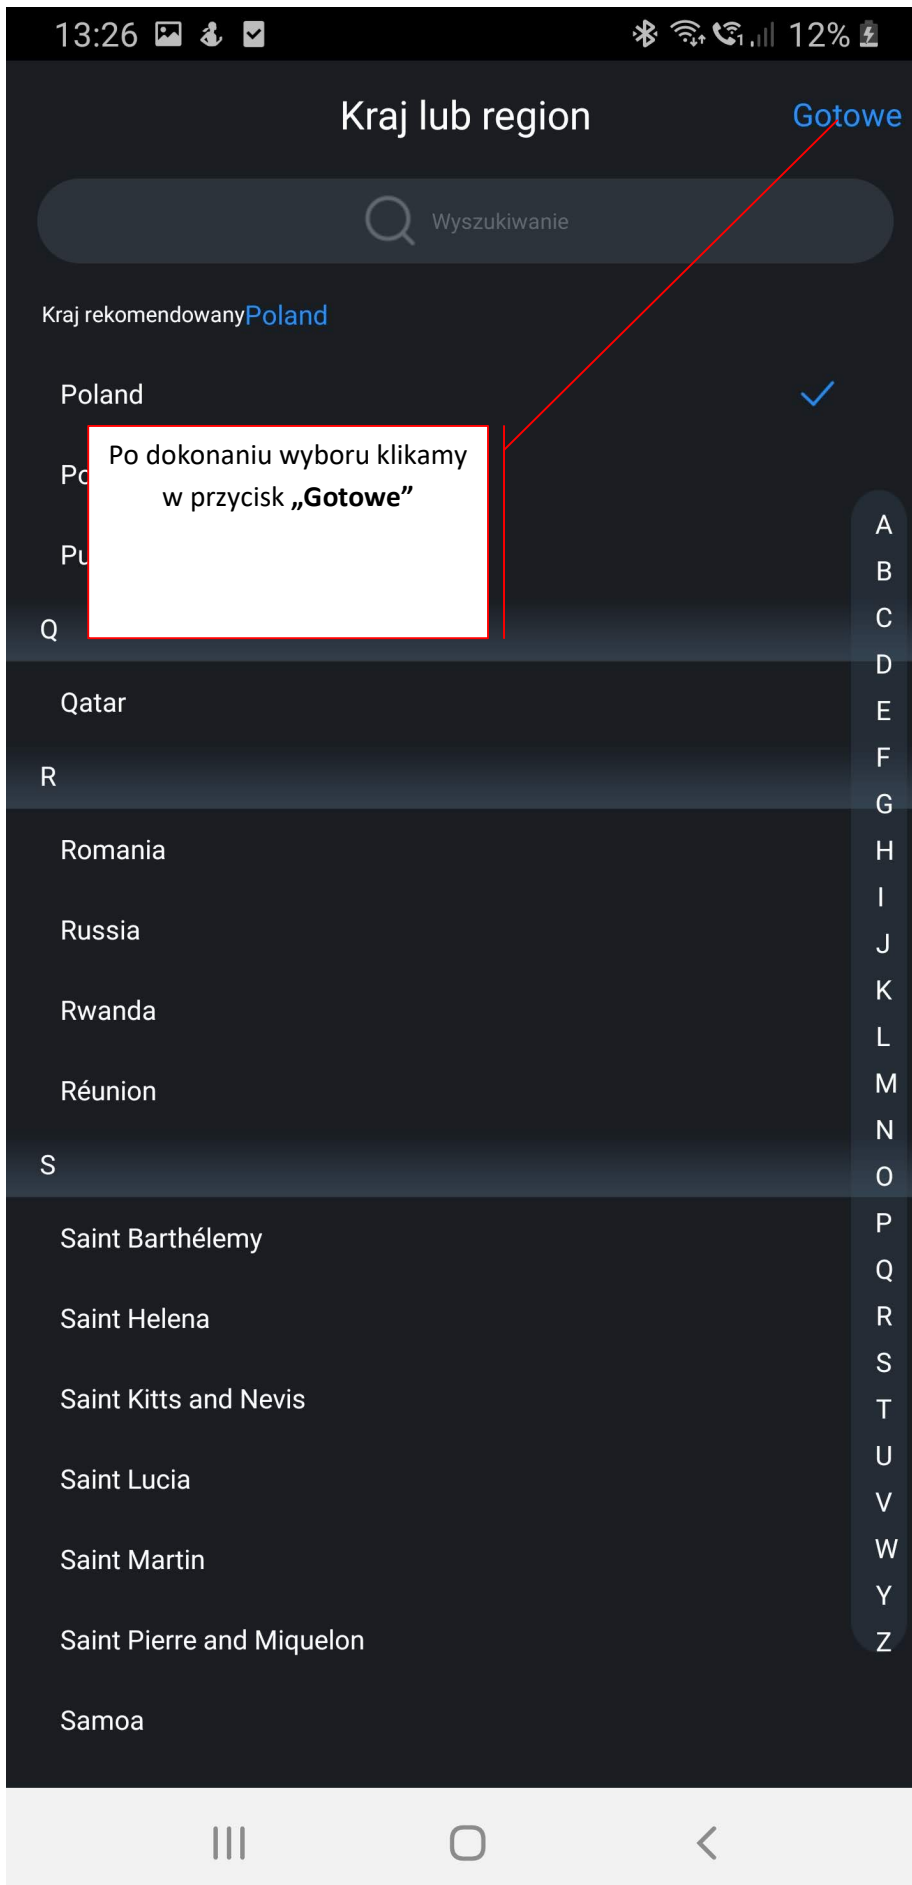 13:26
12%
Kraj lub region
Gotowe
Wyszukiwanie
Kraj rekomendowanyPoland
Poland
Po dokonaniu wyboru klikamy
w przycisk „Gotowe”
Po
Pu
Q
Qatar
R
Romania
Russia
Rwanda
Réunion
S
Saint Barthélemy
Saint Helena
Saint Kitts and Nevis
Saint Lucia
Saint Martin
Saint Pierre and Miquelon
Samoa
A
B
C
D
E
F
G
H
I
J
K
L
M
N
O
P
Q
R
S
T
U
V
W
Y
Z